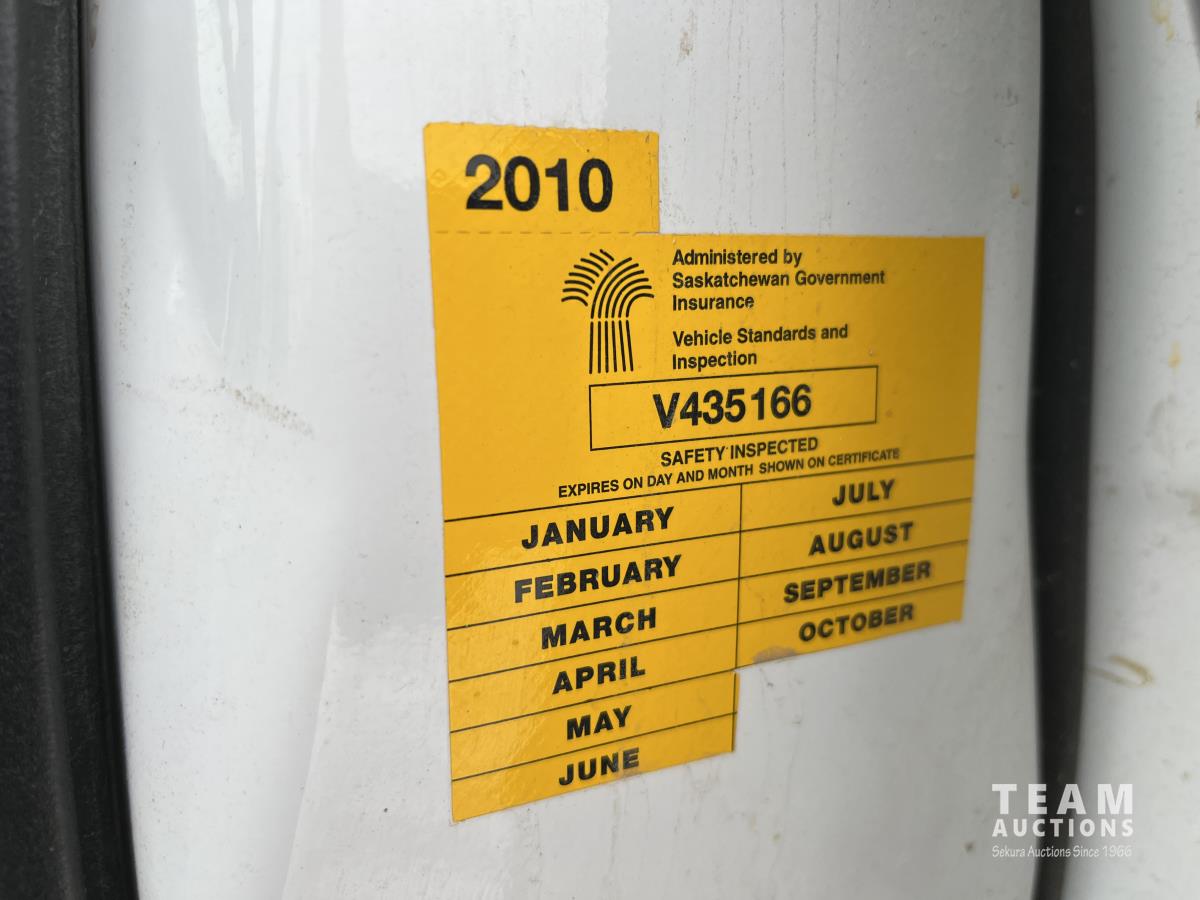 2010
Administered by
Saskatchewan Government
Insurance
Vehicle Standards and
Inspection
V435166
SAFETY INSPECTED
EXPIRES ON DAY AND MONTH SHOWN ON CERTIFICATE
JANUARY
FEBRUARY
MARCH
APRIL
MAY
JUNE
JULY
AUGUST
SEPTEMBER
OCTOBER
TEAM
AUCTIONS
Sekura Auctions Since 1966